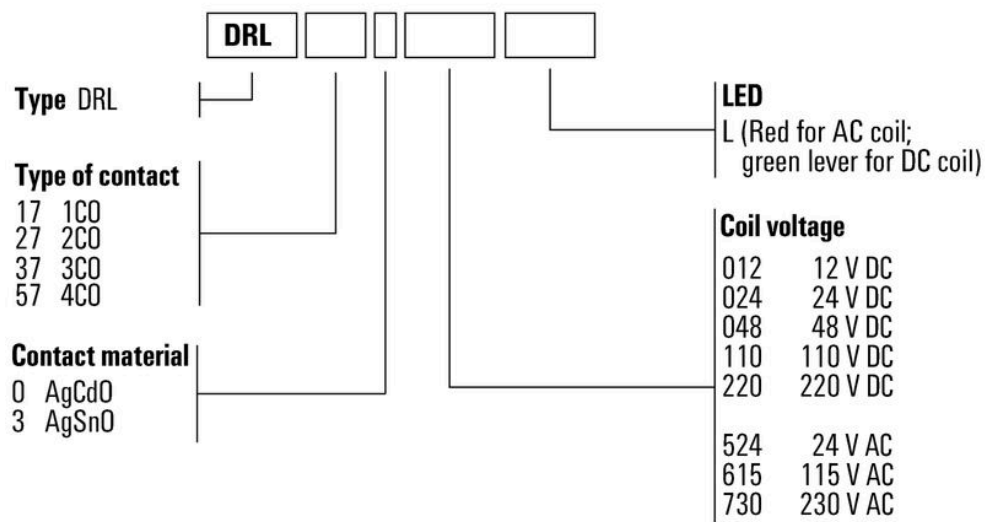 DRL
Type DRL
Type of contact
17 1CO
27 2CO
37 3CO
57 4CO
Contact material
0 AgCdO
3 AgSnO
LED
L (Red for AC coil;
green lever for DC coil)
Coil voltage
012 12 V DC
024 24 V DC
048 48 V DC
110 110 V DC
220 220 V DC
524 24 V AC
615 115 V AC
730 230 V AC